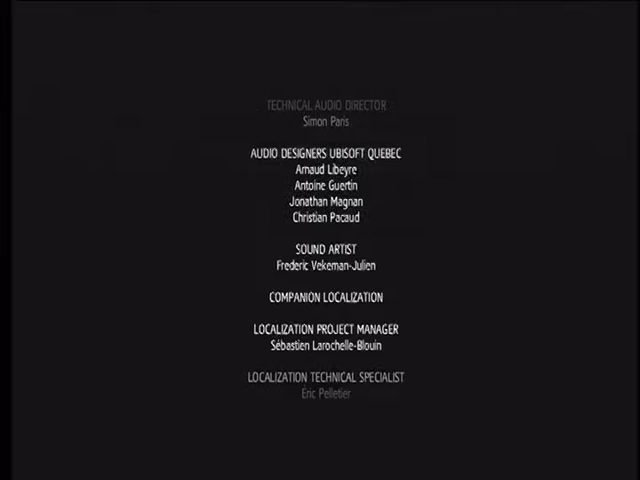 TECHNICAL AUDIO DIRECTOR
Simon Paris
AUDIO DESIGNERS UBISOFT QUEBEC
Arnaud Libeyre
Antoine Guertin
Jonathan Magnan
Christian Pacaud
SOUND ARTIST
Frederic Vekeman-Julien
COMPANION LOCALIZATION
LOCALIZATION PROJECT MANAGER
Sébastien Larochelle-Blouin
LOCALIZATION TECHNICAL SPECIALIST
Éric Pelletier